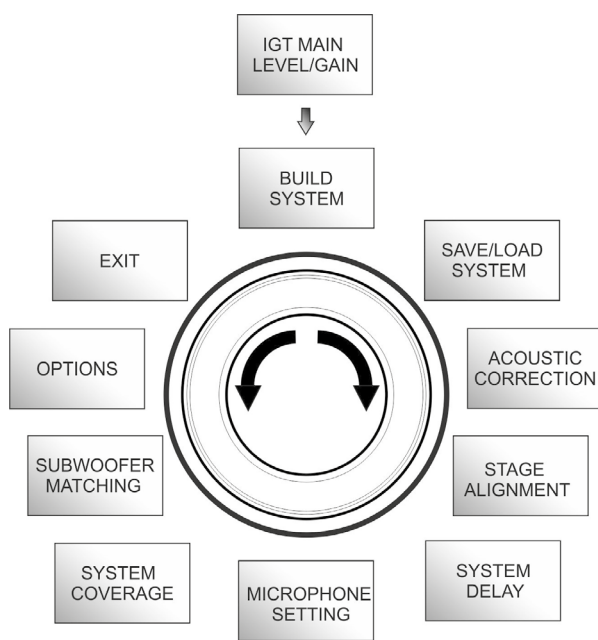 IGT MAIN
LEVEL/GAIN
BUILD
SYSTEM
EXIT
SAVE/LOAD
SYSTEM
OPTIONS
ACOUSTIC
CORRECTION
SUBWOOFER
MATCHING
STAGE
ALIGNMENT
SYSTEM
COVERAGE
MICROPHONE
SETTING
SYSTEM
DELAY